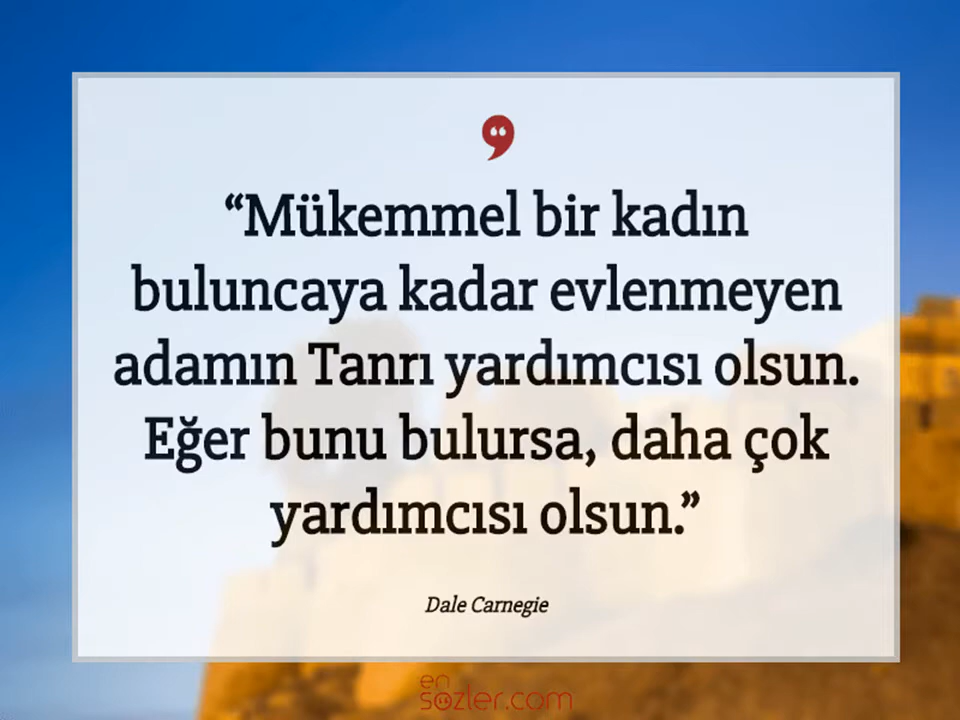 “Mükemmel bir kadın
buluncaya kadar evlenmeyen
adamın Tanrı yardımcısı olsun.
Eğer bunu bulursa, daha çok
yardımcısı olsun.”
Dale Carnegie
en
sözler.com